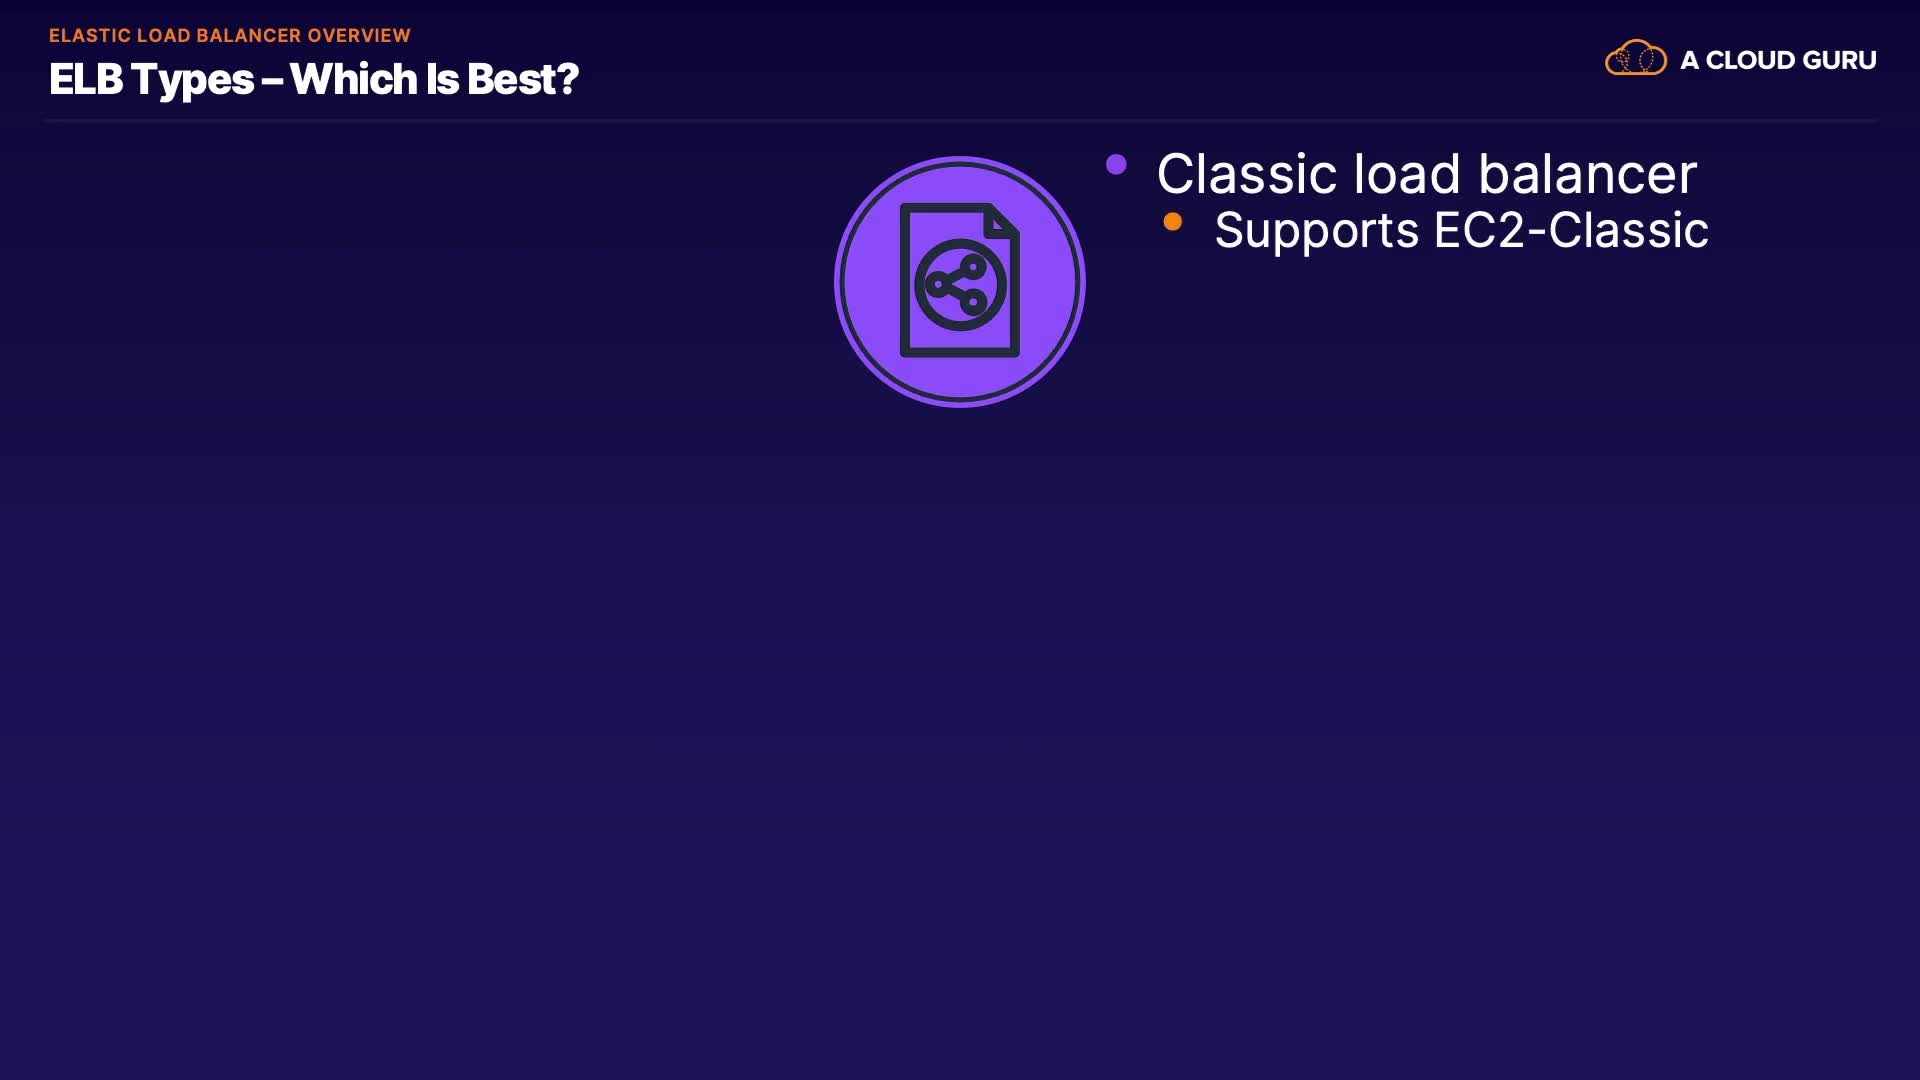 ELASTIC LOAD BALANCER OVERVIEW
ELB Types – Which Is Best?
A CLOUD GURU
Classic load balancer
Supports EC2-Classic